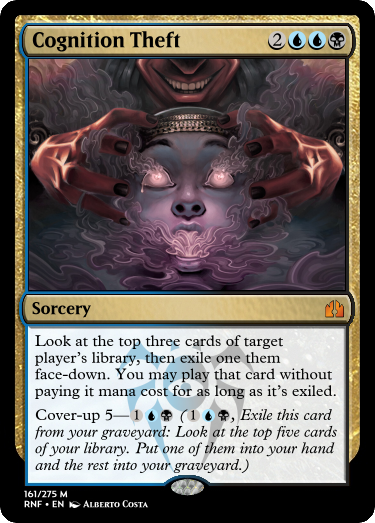 Cognition Theft 2
Sorcery
Look at the top three cards of target
player's library, then exile one them
face-down. You may play that card without
paying it mana cost for as long as it's exiled.
Cover-up 5— 1 ( 1 , Exile this card
from your graveyard: Look at the top five cards
of your library. Put one of them into your hand
and the rest into your graveyard.)
161/275 M
RNF • EN Alberto Costa